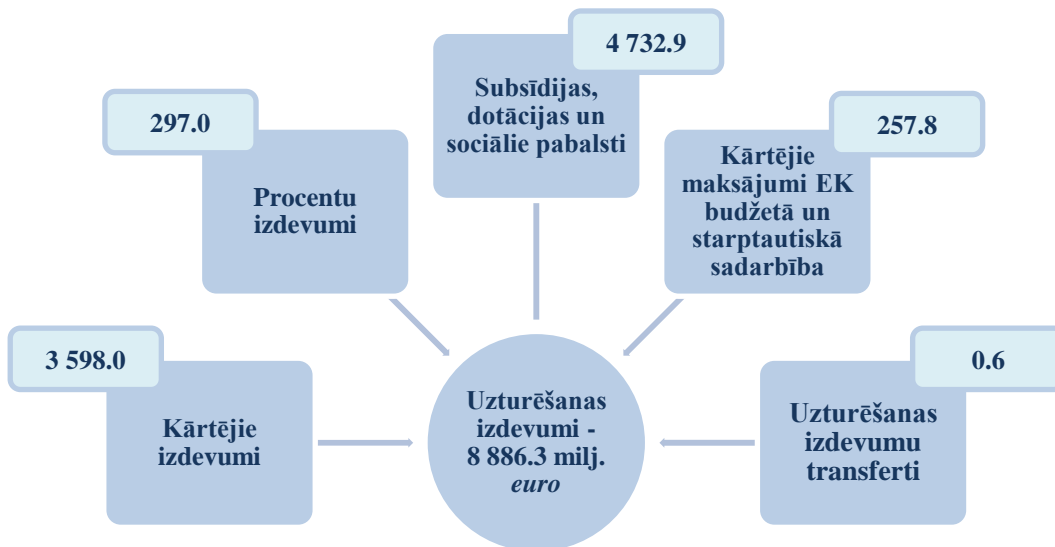 4 732.9
Subsīdijas,
dotācijas un
sociālie pabalsti
297.0
Procentu
izdevumi
257.8
Kārtējie
maksājumi EK
budžetā un
starptautiskā
sadarbība
3 598.0
Kārtējie
izdevumi
Uzturēšanas
izdevumi -
8 886.3 milj.
euro
0.6
Uzturēšanas
izdevumu
transferti